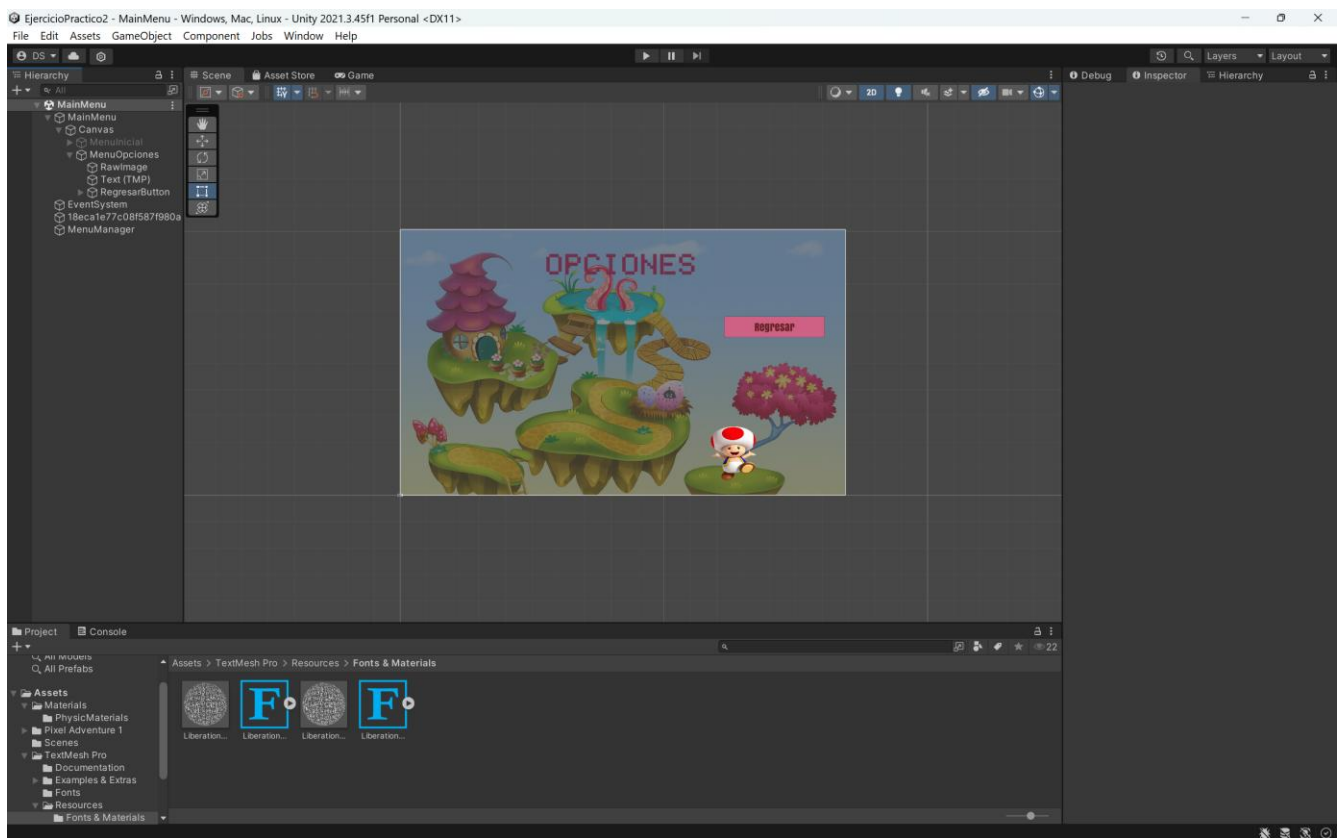 EjercicioPractico2 - MainMenu - Windows, Mac, Linux - Unity 2021.3.45f1 Personal <DX11>
File Edit Assets GameObject Component Jobs Window Help
DS Layers Layout
Hierarchy Scene Asset Store Game Debug Inspector Hierarchy
All 2D
MainMenu
MainMenu
Canvas
MenuInicial
MenuOpciones
RawImage
Text (TMP)
RegresarButton
EventSystem
18eca1e77c08f587f980a
MenuManager
OPCIONES
Regresar
Project Console
22
All Models
All Prefabs
Assets > TextMesh Pro > Resources > Fonts & Materials
Assets
Materials
PhysicMaterials
Pixel Adventure 1
Scenes
TextMesh Pro
Documentation
Examples & Extras
Fonts
Resources
Fonts & Materials
F F
Liberation... Liberation... Liberation... Liberation...